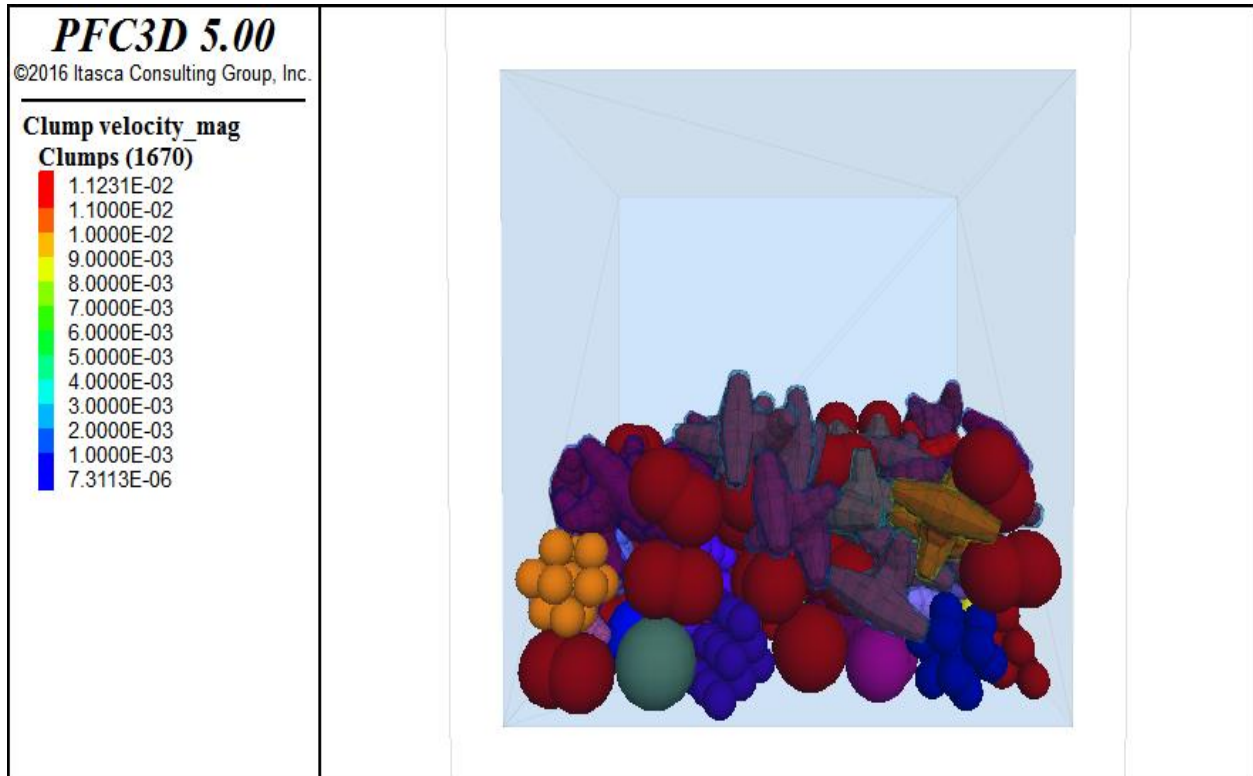 PFC3D 5.00
©2016 Itasca Consulting Group, Inc.
Clump velocity_mag
Clumps (1670)
1.1231E-02
1.1000E-02
1.0000E-02
9.0000E-03
8.0000E-03
7.0000E-03
6.0000E-03
5.0000E-03
4.0000E-03
3.0000E-03
2.0000E-03
1.0000E-03
7.3113E-06